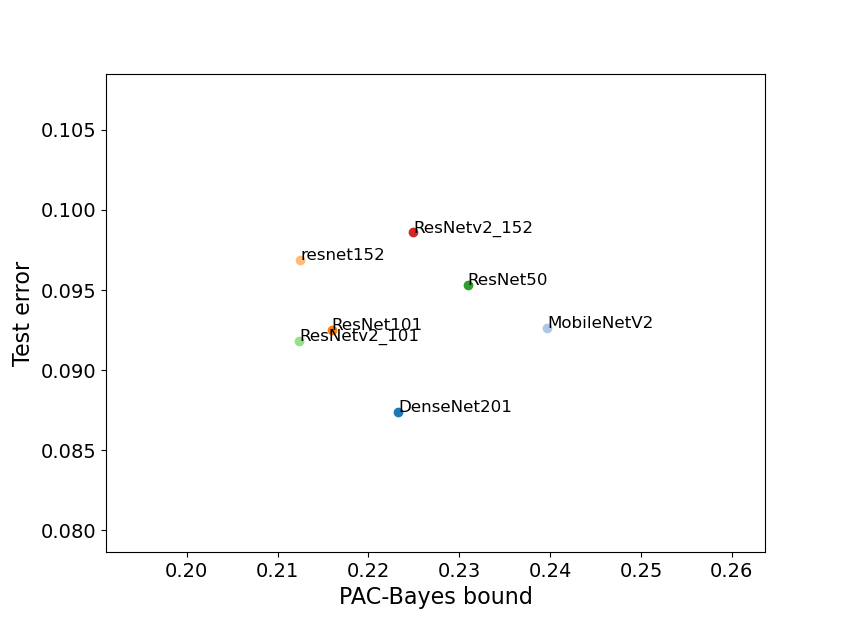 0.105
0.100
0.095
0.090
0.085
0.080
Test error
ResNetv2_152
resnet152
ResNet50
ResNet101
MobileNetV2
ResNetv2_101
DenseNet201
0.20 0.21 0.22 0.23 0.24 0.25 0.26
PAC-Bayes bound